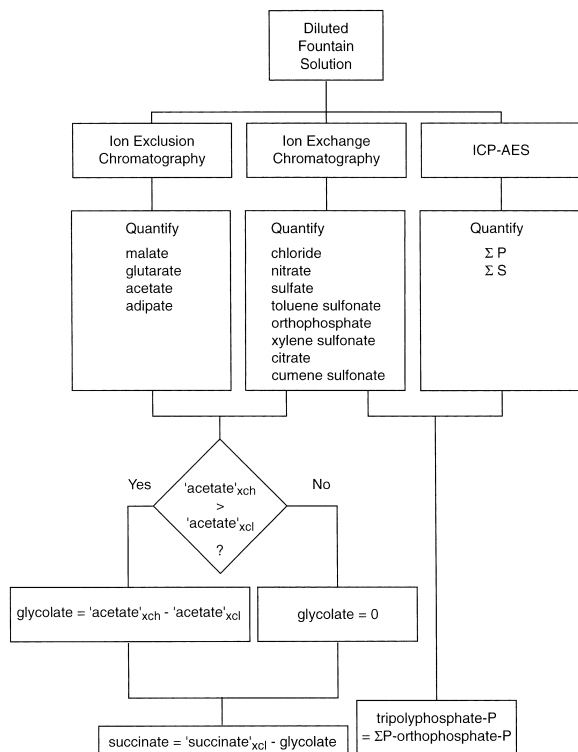 Diluted
Fountain
Solution
Ion Exclusion
Chromatography
Ion Exchange
Chromatography
ICP-AES
Quantify
malate
glutarate
acetate
adipate
Quantify
chloride
nitrate
sulfate
toluene sulfonate
orthophosphate
xylene sulfonate
citrate
cumene sulfonate
Quantify
Σ P
Σ S
Yes
'acetate'xch
>
'acetate'xcl
?
No
glycolate = 'acetate'xch - 'acetate'xcl
glycolate = 0
succinate = 'succinate'xcl - glycolate
tripolyphosphate-P
= ΣP-orthophosphate-P